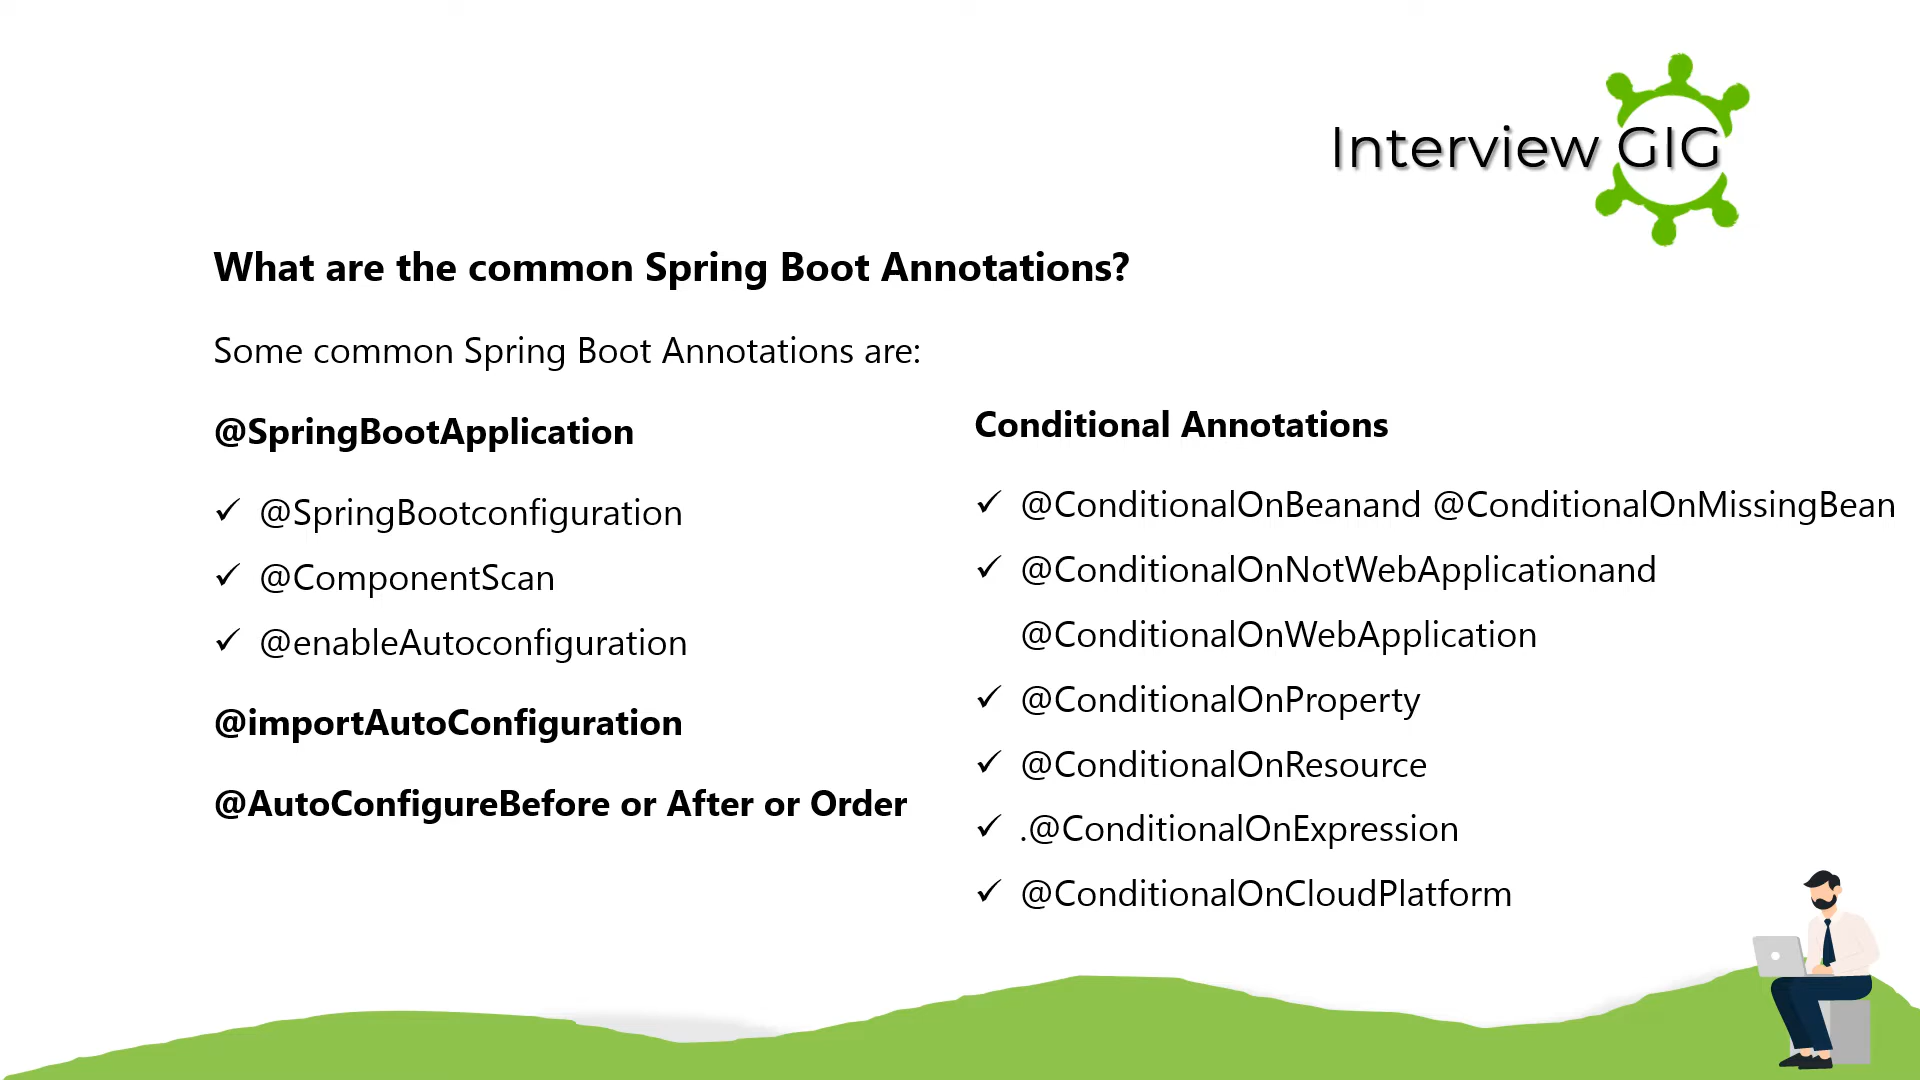 Interview GIG
What are the common Spring Boot Annotations?
Some common Spring Boot Annotations are:
@SpringBootApplication
✓ @SpringBootconfiguration
✓ @ComponentScan
✓ @enableAutoconfiguration
@importAutoConfiguration
@AutoConfigureBefore or After or Order
Conditional Annotations
✓ @ConditionalOnBeanand @ConditionalOnMissingBean
✓ @ConditionalOnNotWebApplicationand
@ConditionalOnWebApplication
✓ @ConditionalOnProperty
✓ @ConditionalOnResource
✓ .@ConditionalOnExpression
✓ @ConditionalOnCloudPlatform